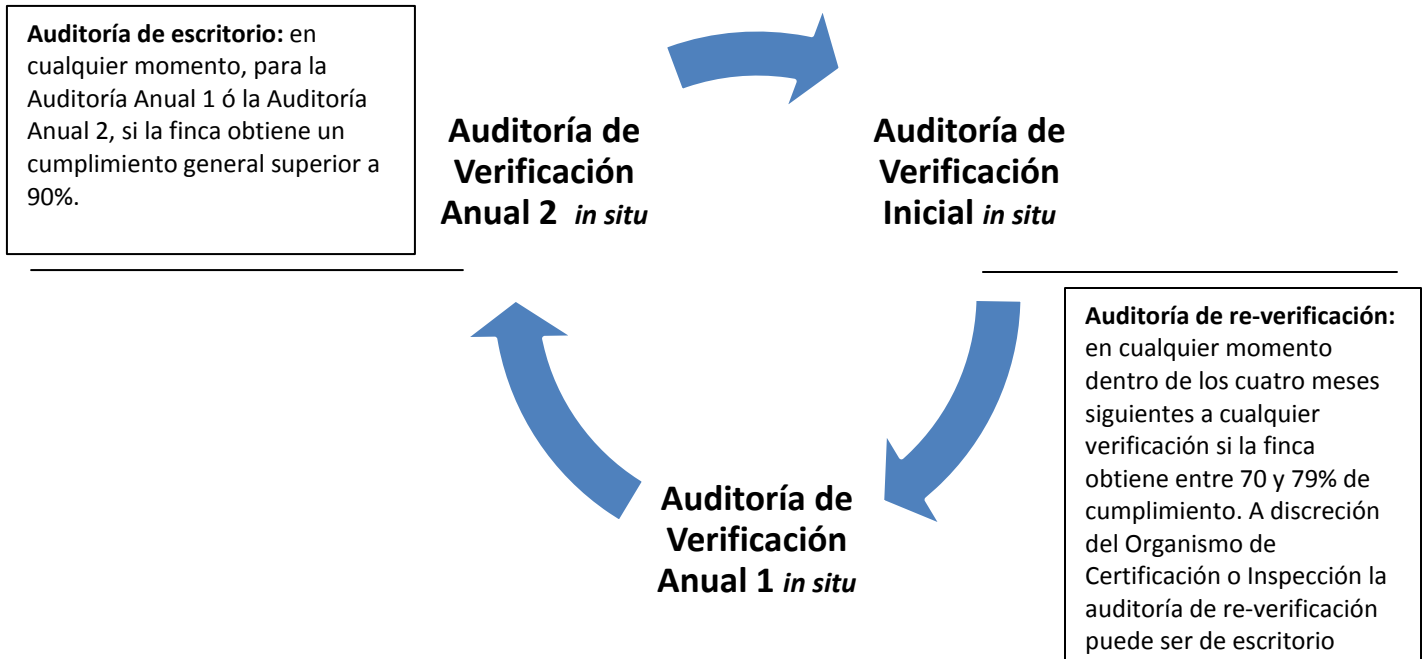 Auditoría de escritorio: en
cualquier momento, para la
Auditoría Anual 1 ó la Auditoría
Anual 2, si la finca obtiene un
cumplimiento general superior a
90%.
Auditoría de
Verificación
Anual 2 in situ
Auditoría de
Verificación
Inicial in situ
Auditoría de re-verificación:
en cualquier momento
dentro de los cuatro meses
siguientes a cualquier
verificación si la finca
obtiene entre 70 y 79% de
cumplimiento. A discreción
del Organismo de
Certificación o Inspección la
auditoría de re-verificación
puede ser de escritorio
Auditoría de
Verificación
Anual 1 in situ